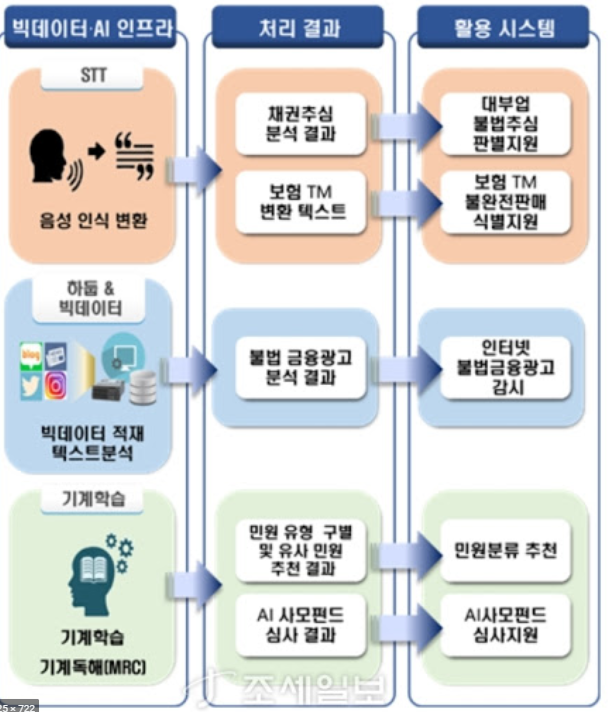 빅데이터·AI 인프라
처리 결과
활용 시스템
STT
음성 인식 변환
채권추심
분석 결과
보험 TM
변환 텍스트
대부업
불법추심
판별지원
보험 TM
불완전판매
식별지원
하둡 &
빅데이터
blog
빅데이터 적재
텍스트분석
불법 금융광고
분석 결과
인터넷
불법금융광고
감시
기계학습
기계학습
기계독해(MRC)
민원 유형 구별
및 유사 민원
추천 결과
AI 사모펀드
심사 결과
민원분류 추천
AI사모펀드
심사지원
조세일보
25 × 722